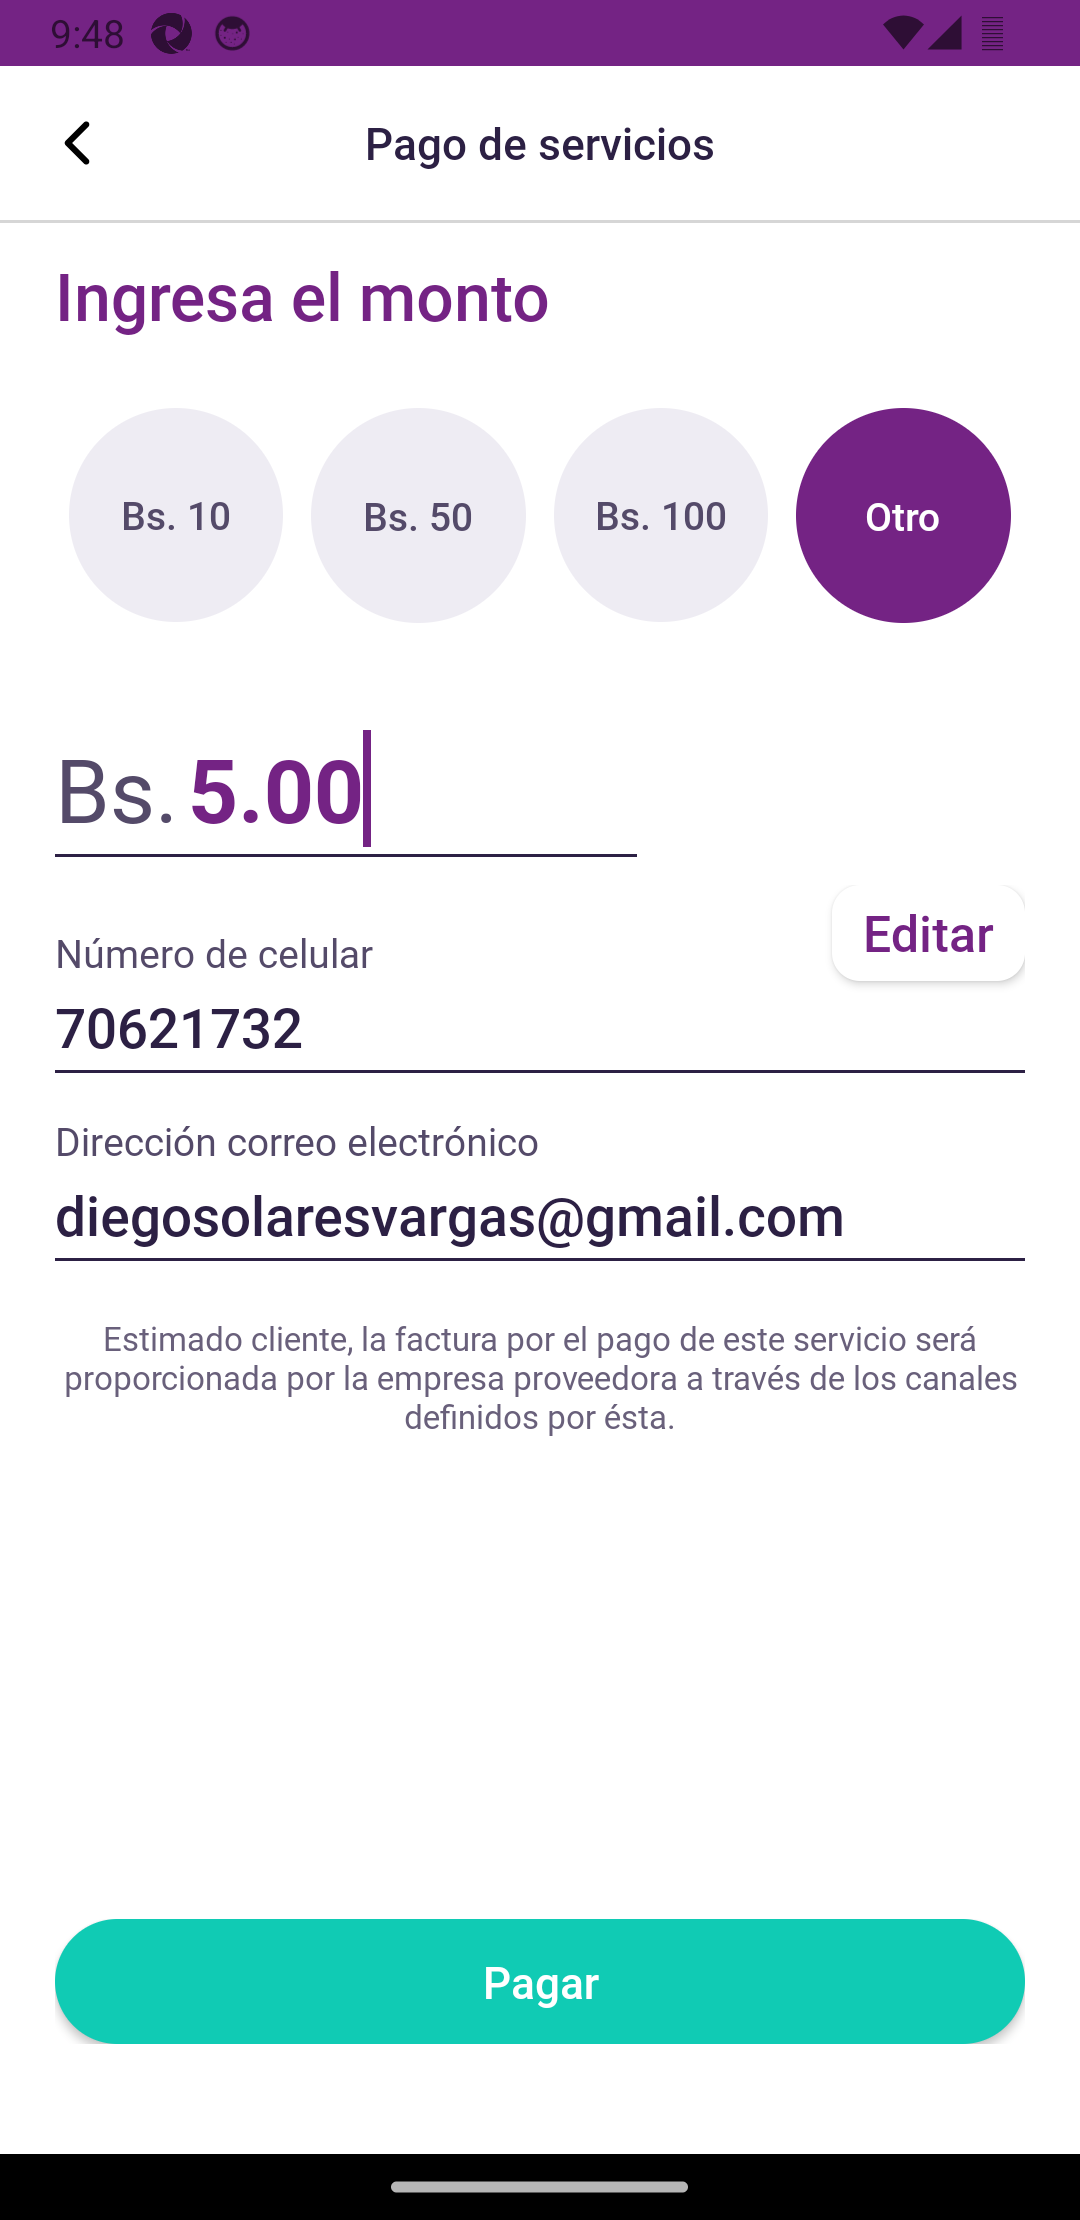 9:48
Pago de servicios
Ingresa el monto
Bs. 10
Bs. 50
Bs. 100
Otro
Bs. 5.00
Editar
Número de celular
70621732
Dirección correo electrónico
diegosolaresvargas@gmail.com
Estimado cliente, la factura por el pago de este servicio será
proporcionada por la empresa proveedora a través de los canales
definidos por ésta.
Pagar